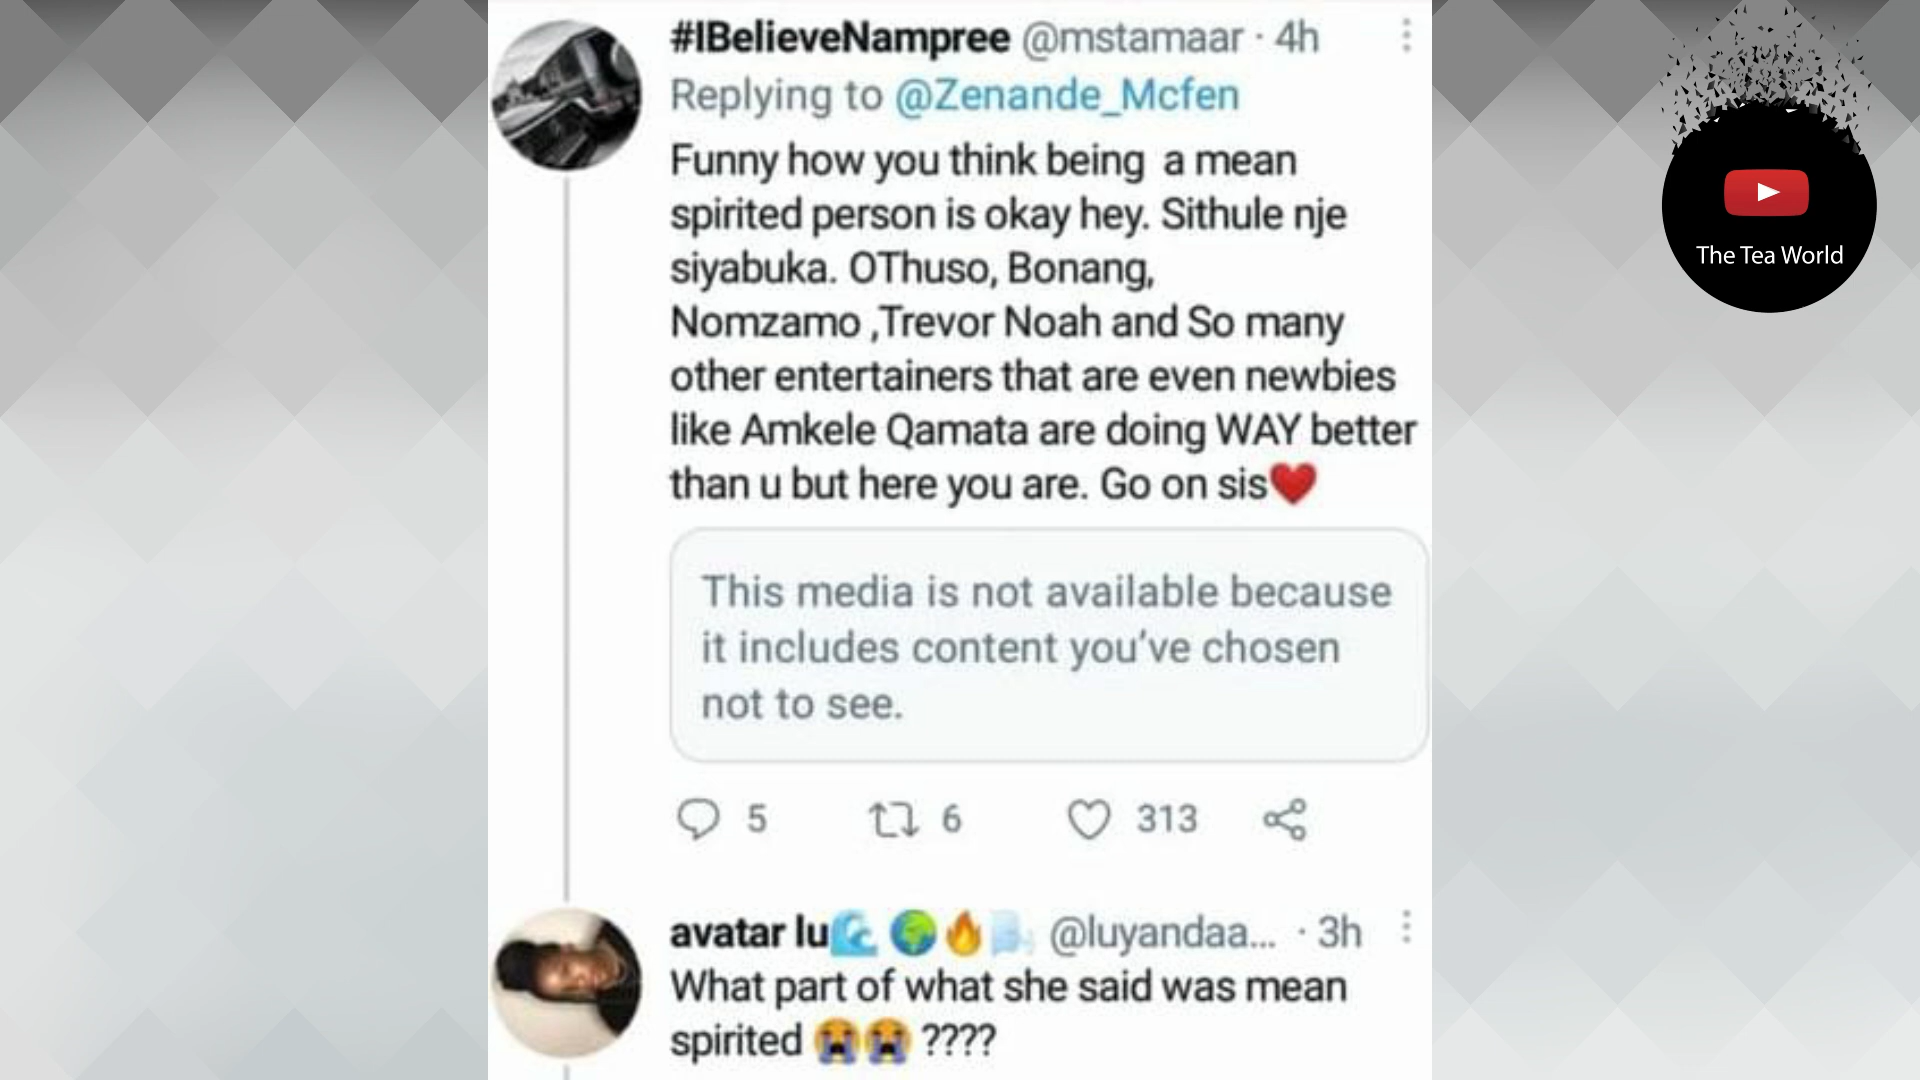 #IBelieveNampree @mstamaar · 4h
Replying to @Zenande_Mcfen
Funny how you think being a mean
spirited person is okay hey. Sithule nje
siyabuka. OThuso, Bonang,
Nomzamo ,Trevor Noah and So many
other entertainers that are even newbies
like Amkele Qamata are doing WAY better
than u but here you are. Go on sis❤️
This media is not available because
it includes content you've chosen
not to see.
5 6 313
avatar lu🌊🌍🔥🌬️ @luyandaa... · 3h
What part of what she said was mean
spirited 😭😭 ????
The Tea World